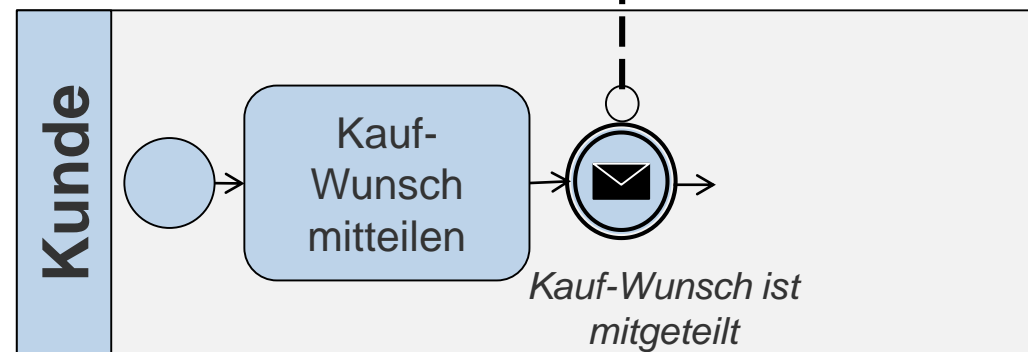 Kunde
Kauf-
Wunsch
mitteilen
Kauf-Wunsch ist
mitgeteilt